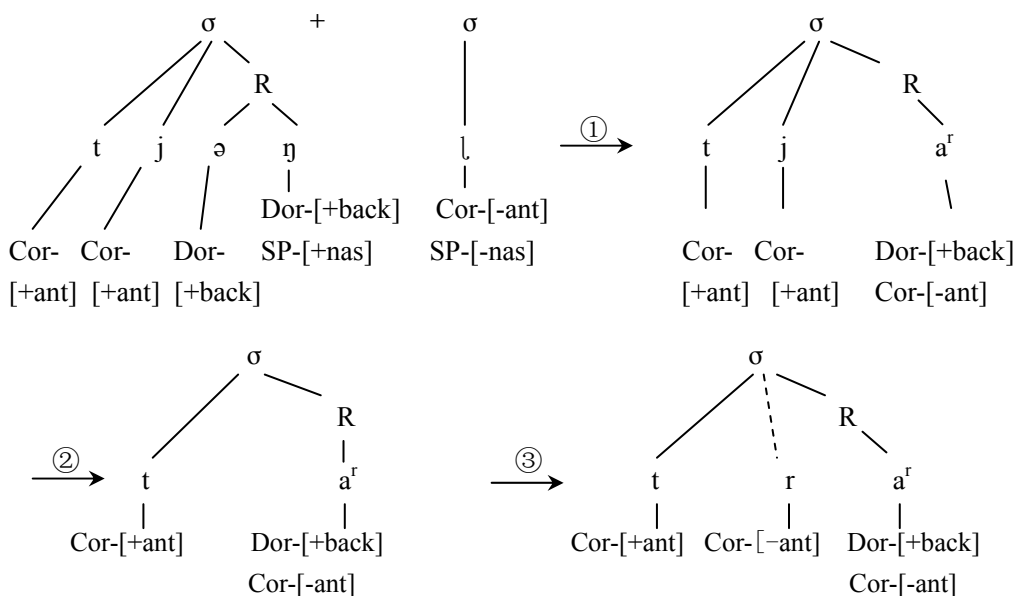 σ + σ σ
R R
t j ə ŋ ɭ ① t j aʳ
Dor-[+back] Cor-[-ant]
Cor- Cor- Dor- SP-[+nas] SP-[-nas] Cor- Cor- Dor-[+back]
[+ant] [+ant] [+back] [+ant] [+ant] Cor-[-ant]
σ σ
R R
② t aʳ ③ t r aʳ
Cor-[+ant] Dor-[+back] Cor-[+ant] Cor-[-ant] Dor-[+back]
Cor-[-ant] Cor-[-ant]